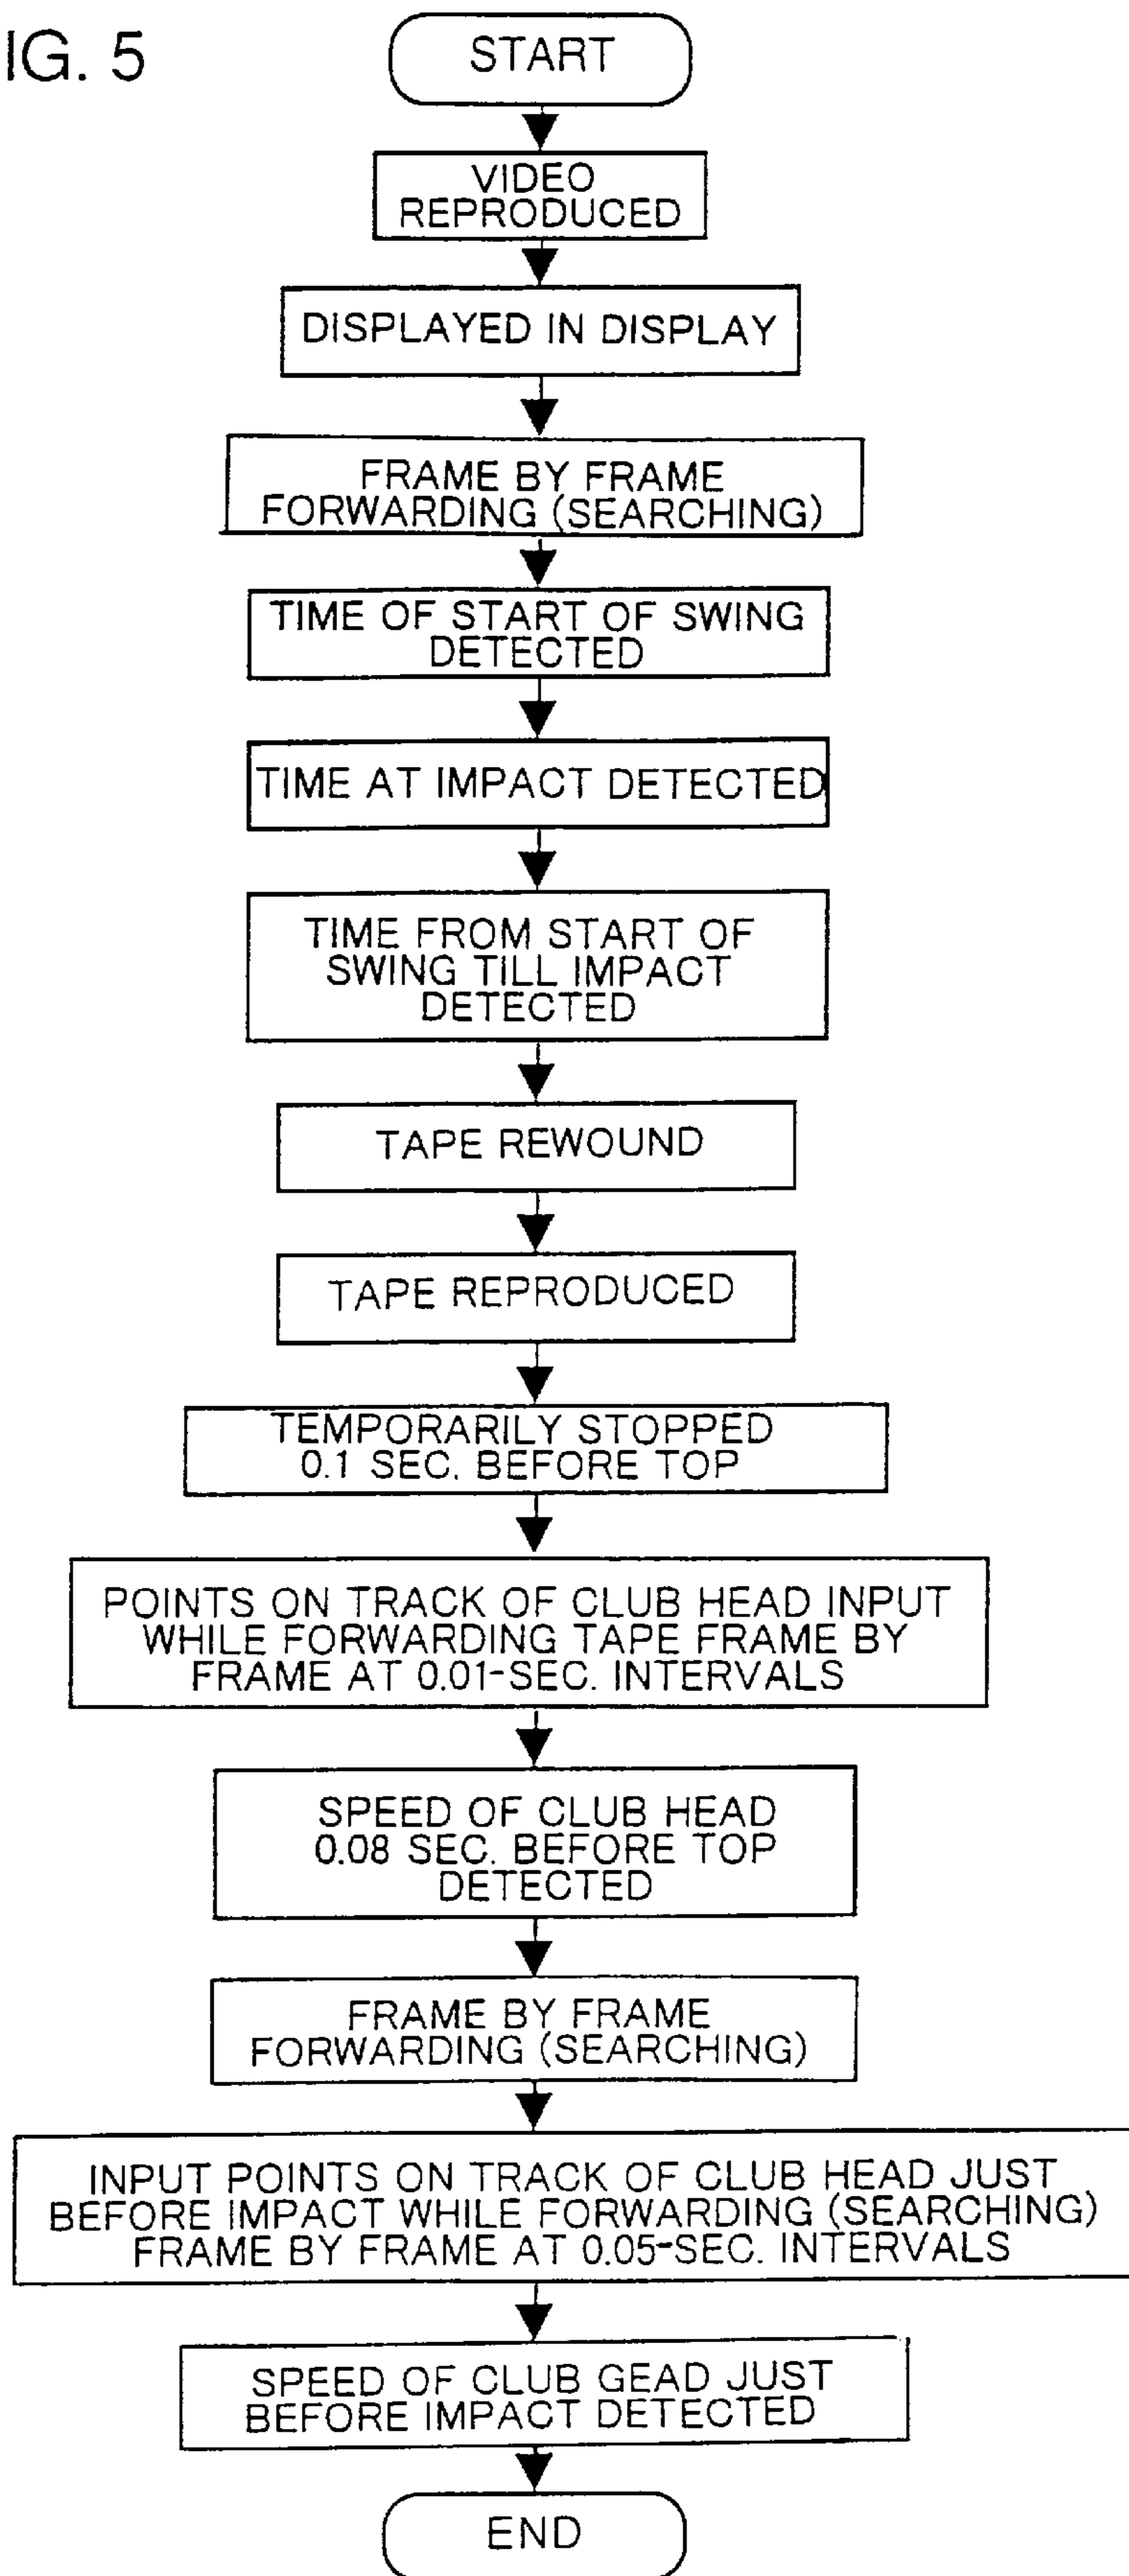 IG. 5
START
VIDEO
REPRODUCED
DISPLAYED IN DISPLAY
FRAME BY FRAME
FORWARDING (SEARCHING)
TIME OF START OF SWING
DETECTED
TIME AT IMPACT DETECTED
TIME FROM START OF
SWING TILL IMPACT
DETECTED
TAPE REWOUND
TAPE REPRODUCED
TEMPORARILY STOPPED
0.1 SEC. BEFORE TOP
POINTS ON TRACK OF CLUB HEAD INPUT
WHILE FORWARDING TAPE FRAME BY
FRAME AT 0.01-SEC. INTERVALS
SPEED OF CLUB HEAD
0.08 SEC. BEFORE TOP
DETECTED
FRAME BY FRAME
FORWARDING (SEARCHING)
INPUT POINTS ON TRACK OF CLUB HEAD JUST
BEFORE IMPACT WHILE FORWARDING (SEARCHING)
FRAME BY FRAME AT 0.05-SEC. INTERVALS
SPEED OF CLUB GEAD JUST
BEFORE IMPACT DETECTED
END